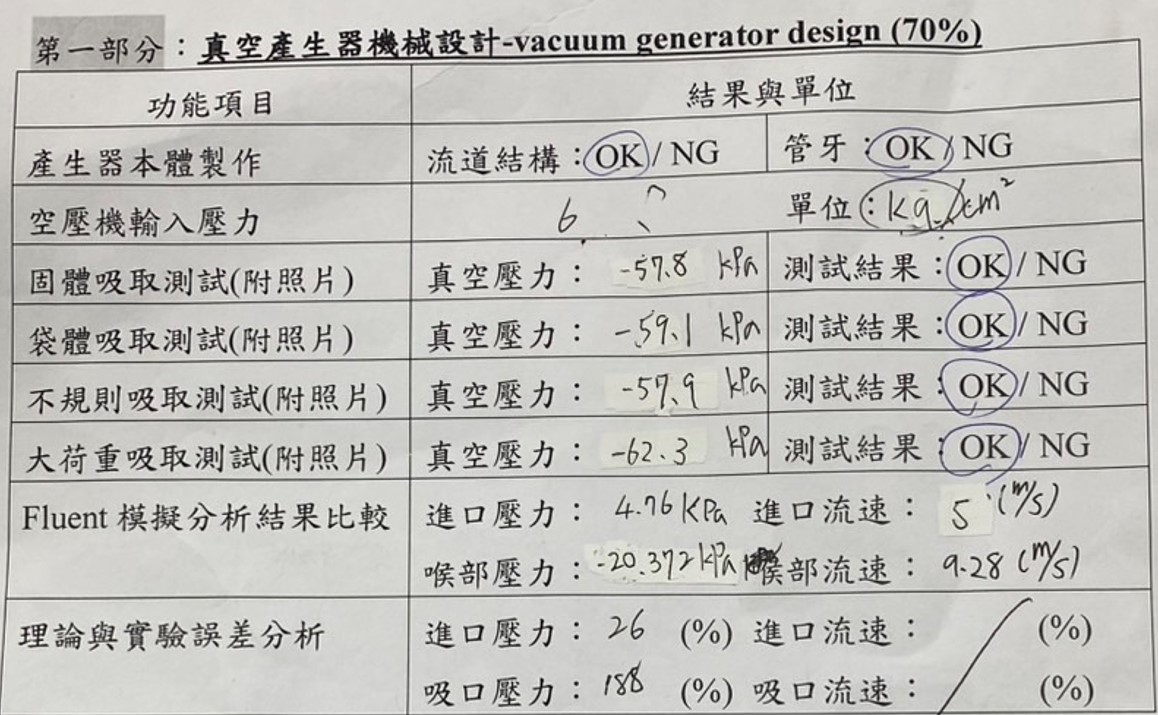 第一部分：真空產生器機械設計-vacuum generator design (70%)
功能項目 結果與單位
產生器本體製作 流道結構：OK / NG 管牙：OK / NG
空壓機輸入壓力 6 單位：kg/cm²
固體吸取測試(附照片) 真空壓力： -57.8 kPa 測試結果：OK / NG
袋體吸取測試(附照片) 真空壓力： -59.1 kPa 測試結果：OK / NG
不規則吸取測試(附照片) 真空壓力： -57.9 kPa 測試結果：OK / NG
大荷重吸取測試(附照片) 真空壓力： -62.3 kPa 測試結果：OK / NG
Fluent 模擬分析結果比較 進口壓力： 4.76 KPa 進口流速： 5 (m/s)
喉部壓力： -20.372 kPa 喉部流速： 9.28 (m/s)
理論與實驗誤差分析 進口壓力： 26 (%) 進口流速： (%)
吸口壓力： 188 (%) 吸口流速： (%)